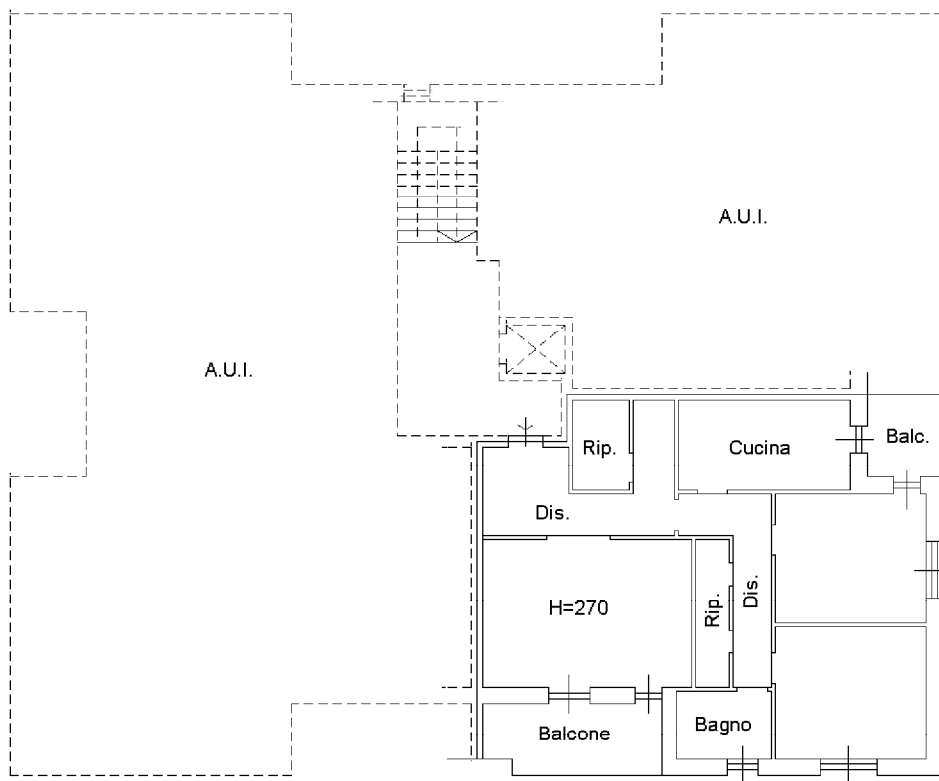 A.U.I.
A.U.I.
Rip.
Cucina
Balc.
Dis.
H=270
Rip.
Dis.
Balcone
Bagno